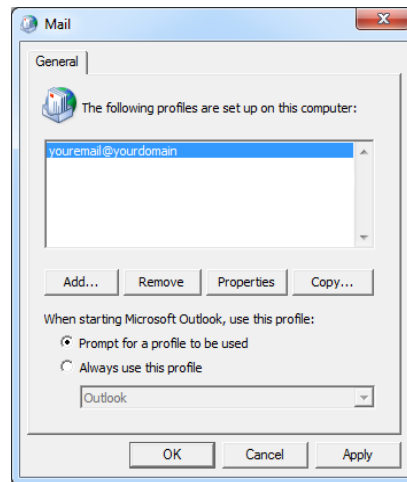 Mail
General
The following profiles are set up on this computer:
youremail@yourdomain
Add... Remove Properties Copy...
When starting Microsoft Outlook, use this profile:
Prompt for a profile to be used
Always use this profile
Outlook
OK Cancel Apply